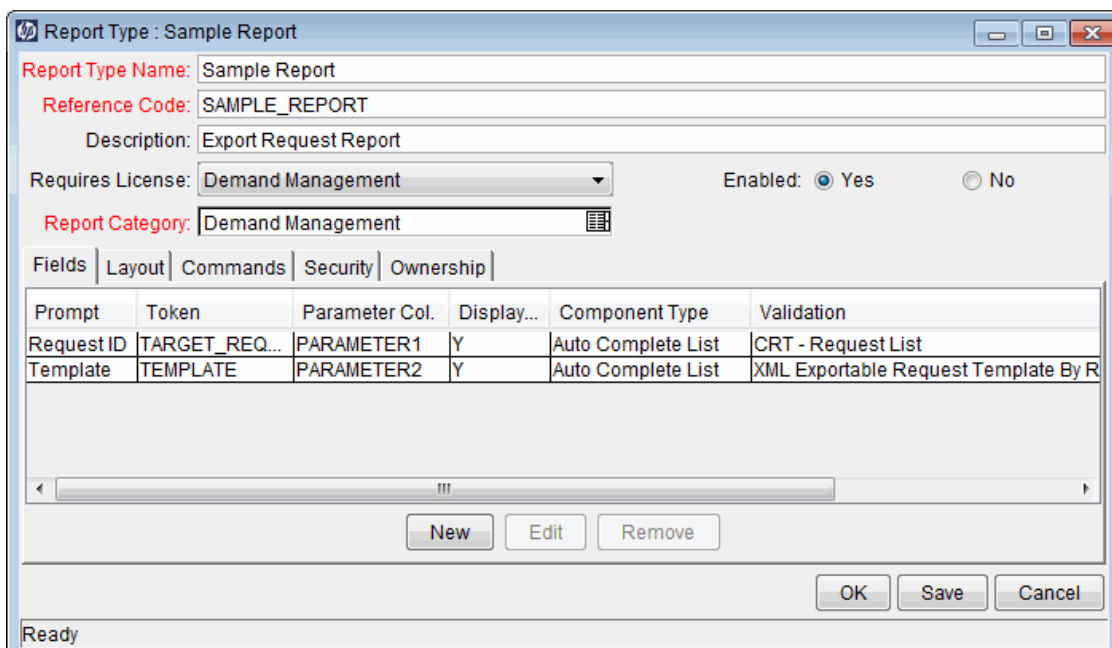 hp Report Type : Sample Report
Report Type Name: Sample Report
Reference Code: SAMPLE_REPORT
Description: Export Request Report
Requires License: Demand Management Enabled: Yes No
Report Category: Demand Management
Fields Layout Commands Security Ownership
Prompt Token Parameter Col. Display... Component Type Validation
Request ID TARGET_REQ... PARAMETER1 Y Auto Complete List CRT - Request List
Template TEMPLATE PARAMETER2 Y Auto Complete List XML Exportable Request Template By R
New Edit Remove
OK Save Cancel
Ready